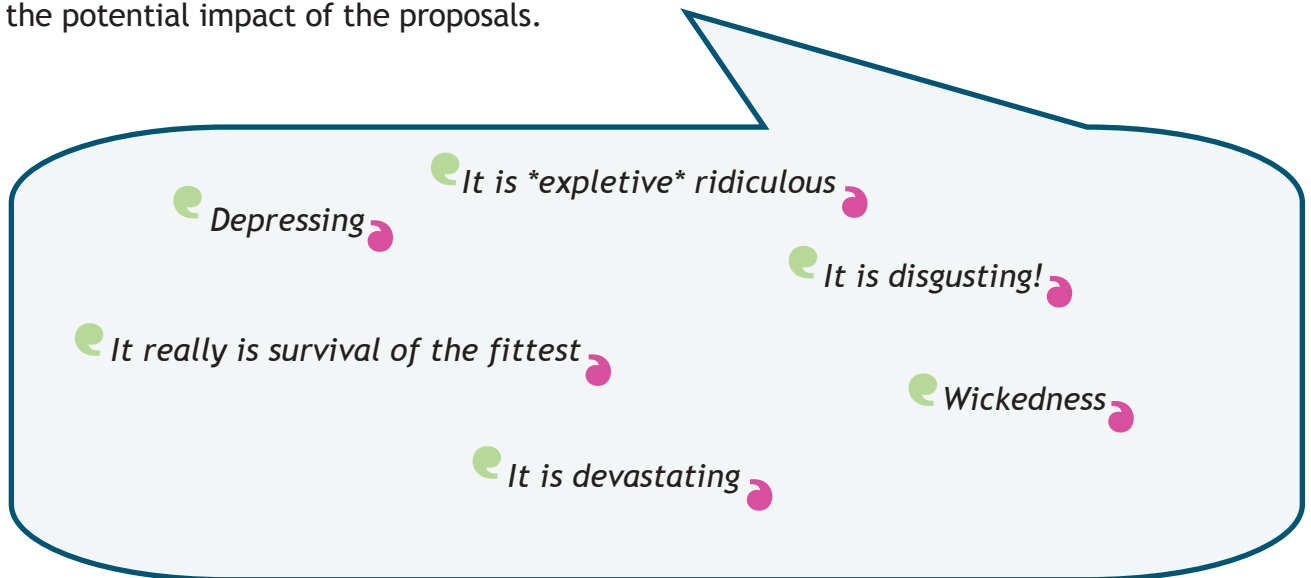 the potential impact of the proposals.
‘It is *expletive* ridiculous’
‘Depressing’
‘It is disgusting!’
‘It really is survival of the fittest’
‘Wickedness’
‘It is devastating’